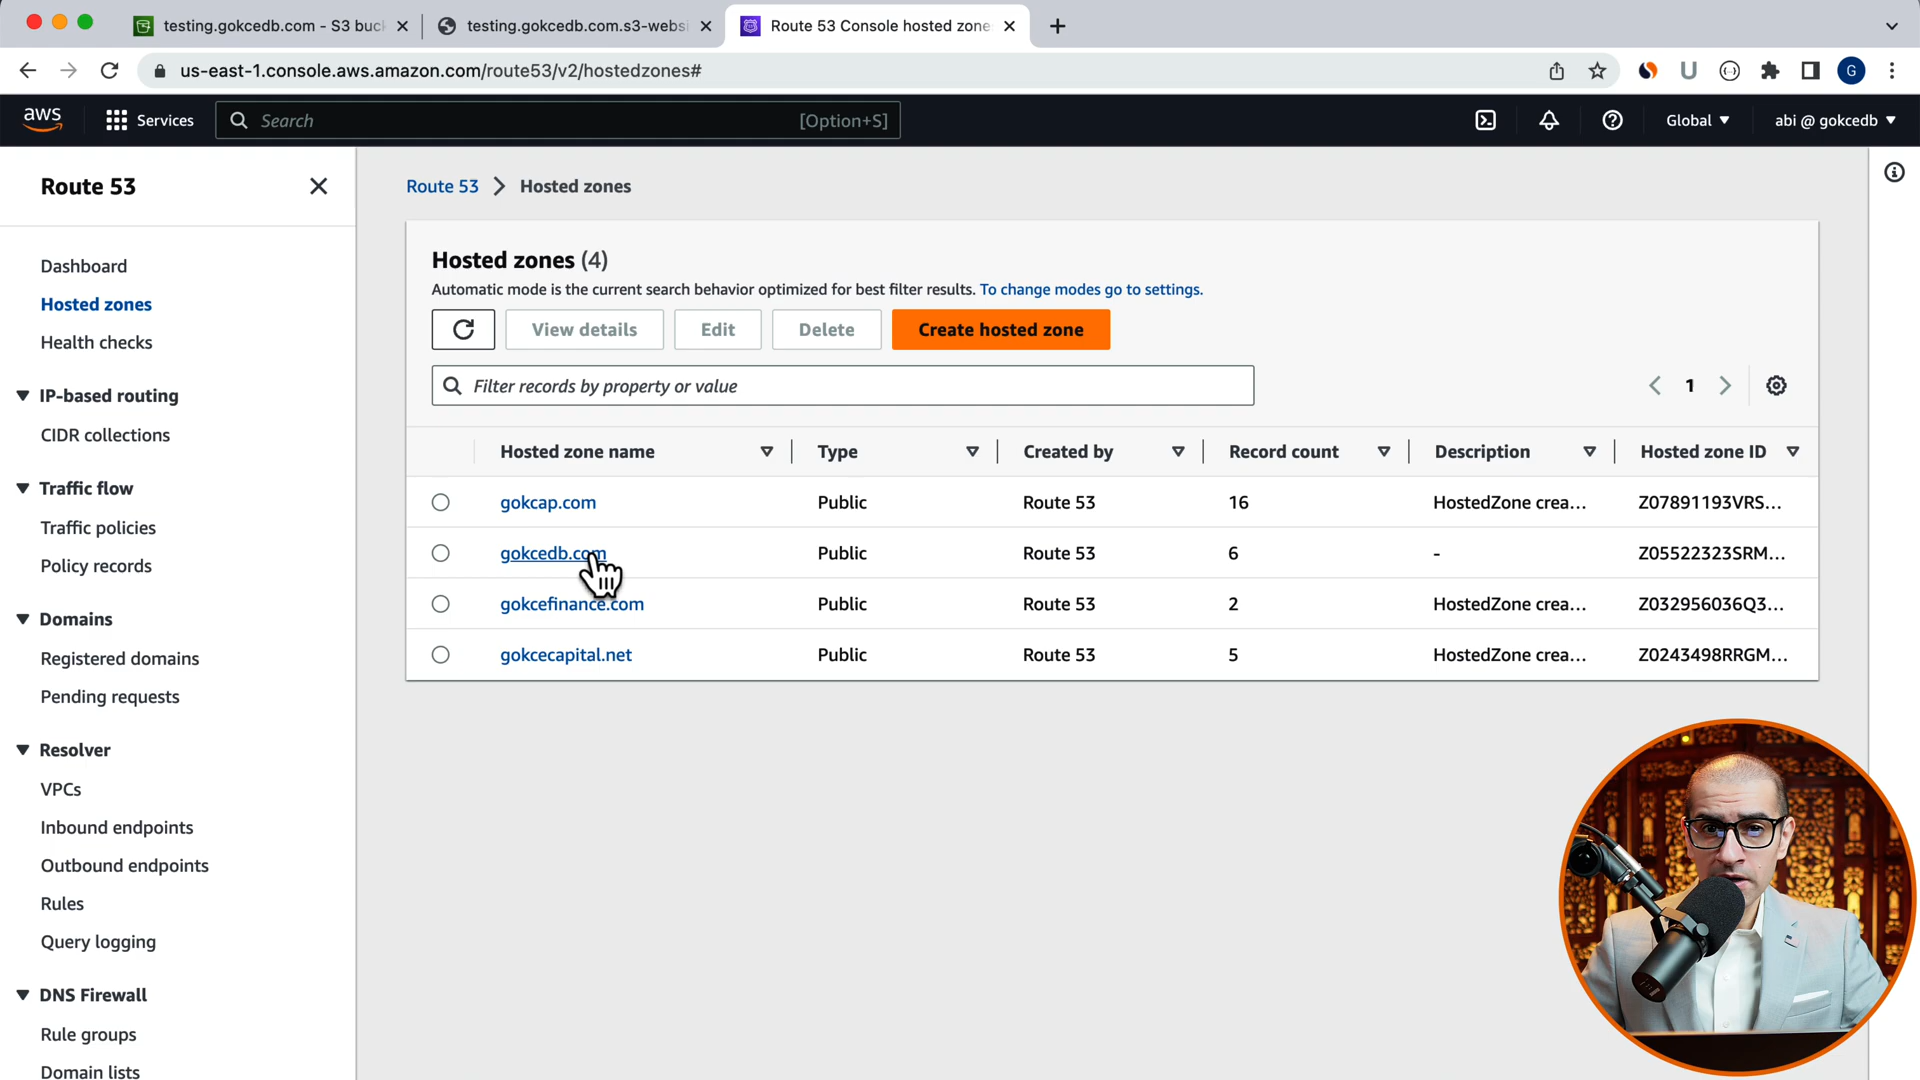 testing.gokcedb.com - S3 buck
testing.gokcedb.com.s3-websi
Route 53 Console hosted zone
us-east-1.console.aws.amazon.com/route53/v2/hostedzones#
G
aws
Services
Search
[Option+S]
Global
abi @ gokcedb
Route 53
Dashboard
Hosted zones
Health checks
IP-based routing
CIDR collections
Traffic flow
Traffic policies
Policy records
Domains
Registered domains
Pending requests
Resolver
VPCs
Inbound endpoints
Outbound endpoints
Rules
Query logging
DNS Firewall
Rule groups
Domain lists
Route 53 > Hosted zones
Hosted zones (4)
Automatic mode is the current search behavior optimized for best filter results. To change modes go to settings.
View details Edit Delete Create hosted zone
Filter records by property or value
1
Hosted zone name Type Created by Record count Description Hosted zone ID
gokcap.com Public Route 53 16 HostedZone crea... Z07891193VRS...
gokcedb.com Public Route 53 6 - Z05522323SRM...
gokcefinance.com Public Route 53 2 HostedZone crea... Z032956036Q3...
gokcecapital.net Public Route 53 5 HostedZone crea... Z0243498RRGM...